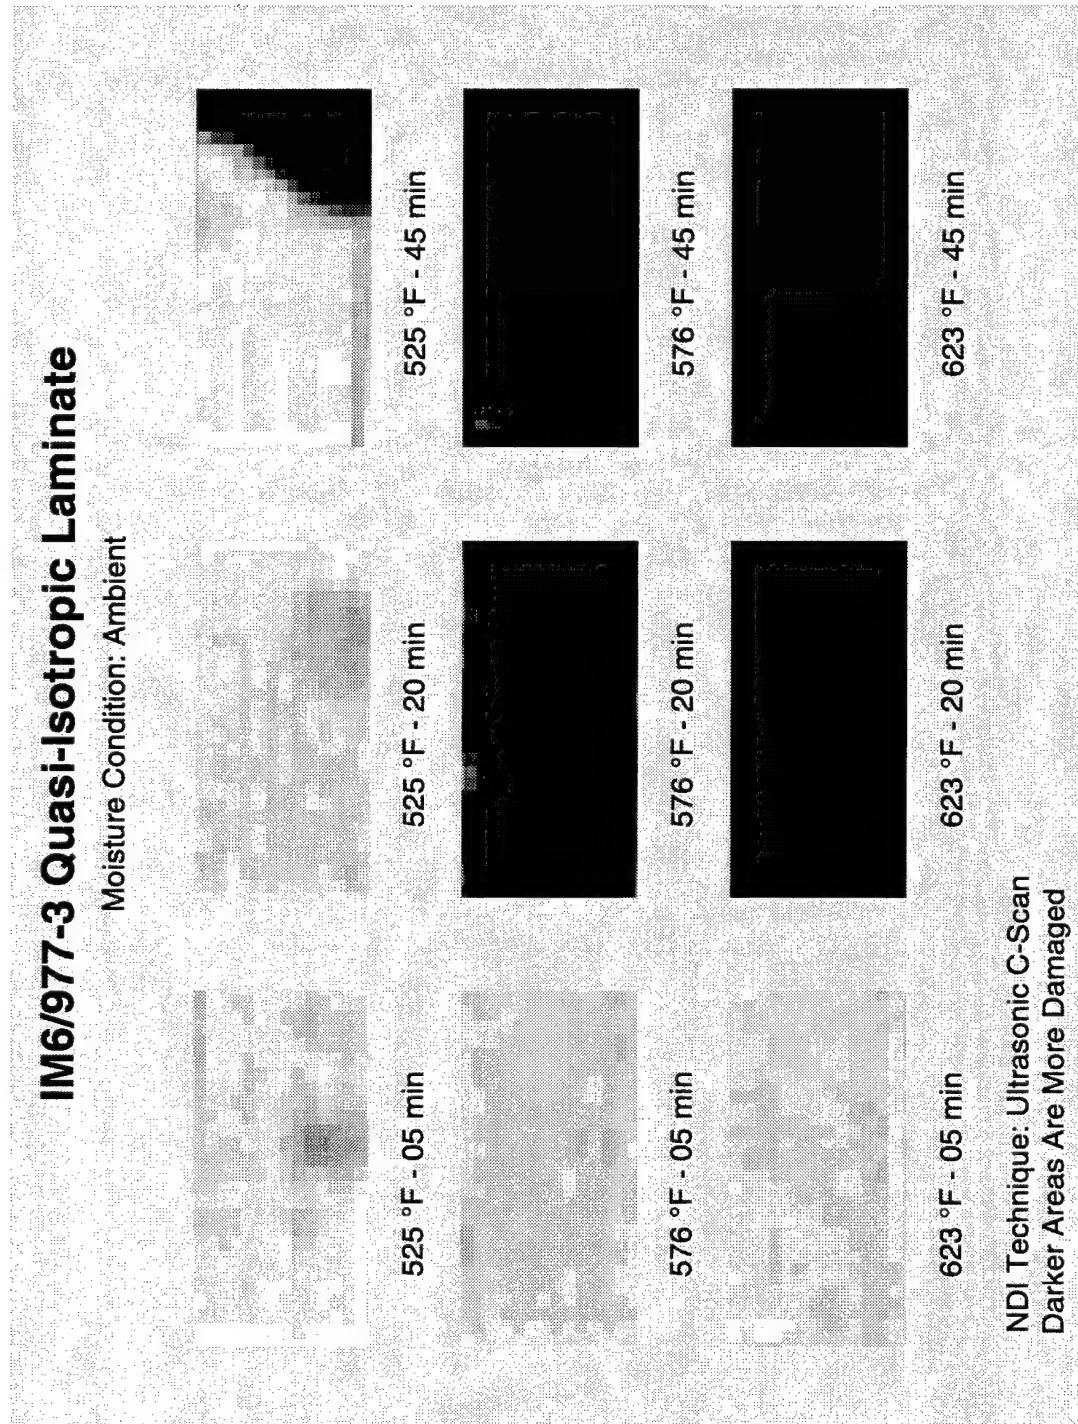 IM6/977-3 Quasi-Isotropic Laminate
Moisture Condition: Ambient
525 °F - 05 min
525 °F - 20 min
525 °F - 45 min
576 °F - 05 min
576 °F - 20 min
576 °F - 45 min
623 °F - 05 min
623 °F - 20 min
623 °F - 45 min
NDI Technique: Ultrasonic C-Scan
Darker Areas Are More Damaged